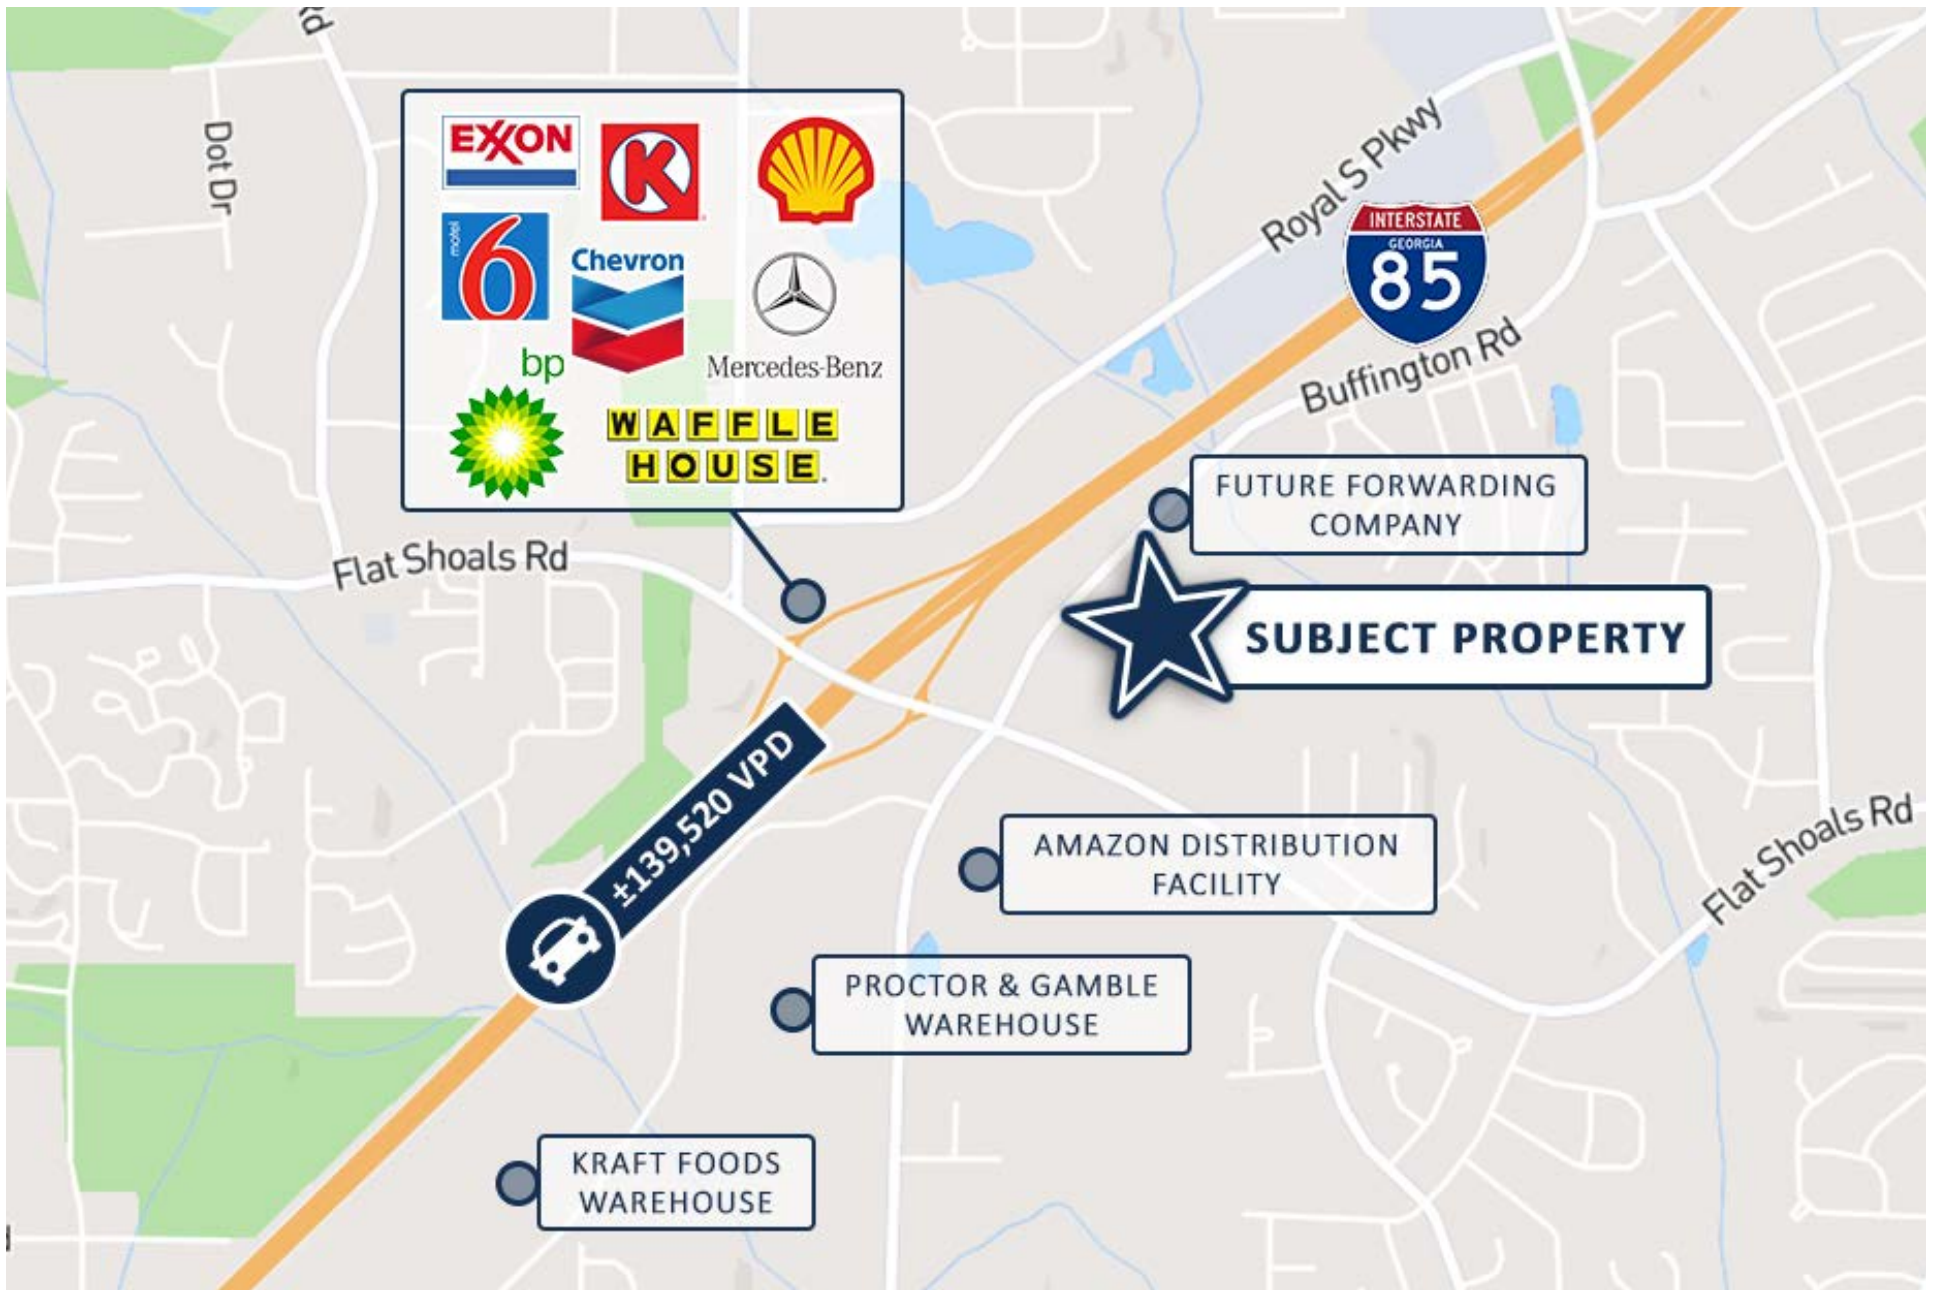 Rd
Dot Dr
EXXON
K
motel
6
Chevron
Mercedes-Benz
bp
WAFFLE
HOUSE
Royal S Pkwy
INTERSTATE
GEORGIA
85
Buffington Rd
FUTURE FORWARDING
COMPANY
Flat Shoals Rd
SUBJECT PROPERTY
±139,520 VPD
AMAZON DISTRIBUTION
FACILITY
Flat Shoals Rd
PROCTOR & GAMBLE
WAREHOUSE
KRAFT FOODS
WAREHOUSE